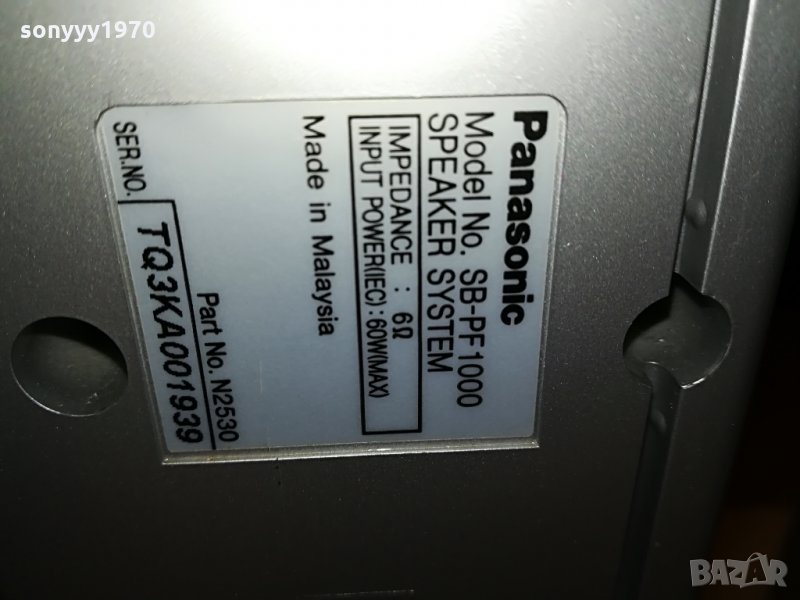 sonyyy1970
Panasonic
Model No. SB-PF1000
SPEAKER SYSTEM
IMPEDANCE : 6Ω
INPUT POWER(IEC) : 60W(MAX)
Made in Malaysia
Part No. N2530
SER.NO. TQ3KA001939
BAZAR